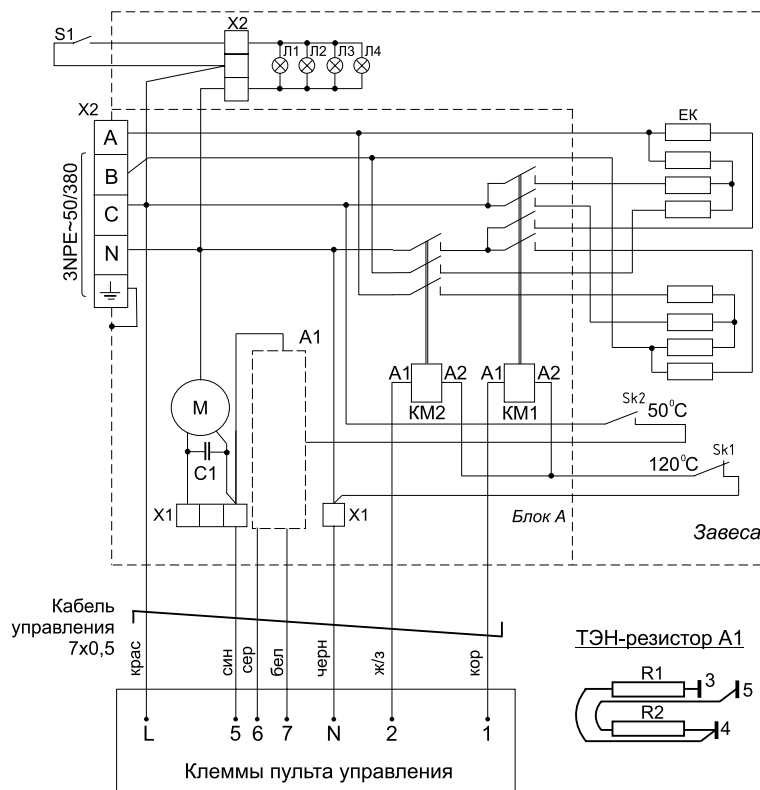 S1
X2
Л1 Л2 Л3 Л4
X2
A
B
C
N
3NPE~50/380
EK
A1
M
C1
X1
A1 A2
KM2
A1 A2
KM1
Sk2
50°C
Sk1
120°C
X1
Блок А
Завеса
Кабель
управления
7x0,5
крас
син
сер
бел
черн
ж/з
кор
L 5 6 7 N 2 1
Клеммы пульта управления
ТЭН-резистор А1
R1
3
5
R2
4